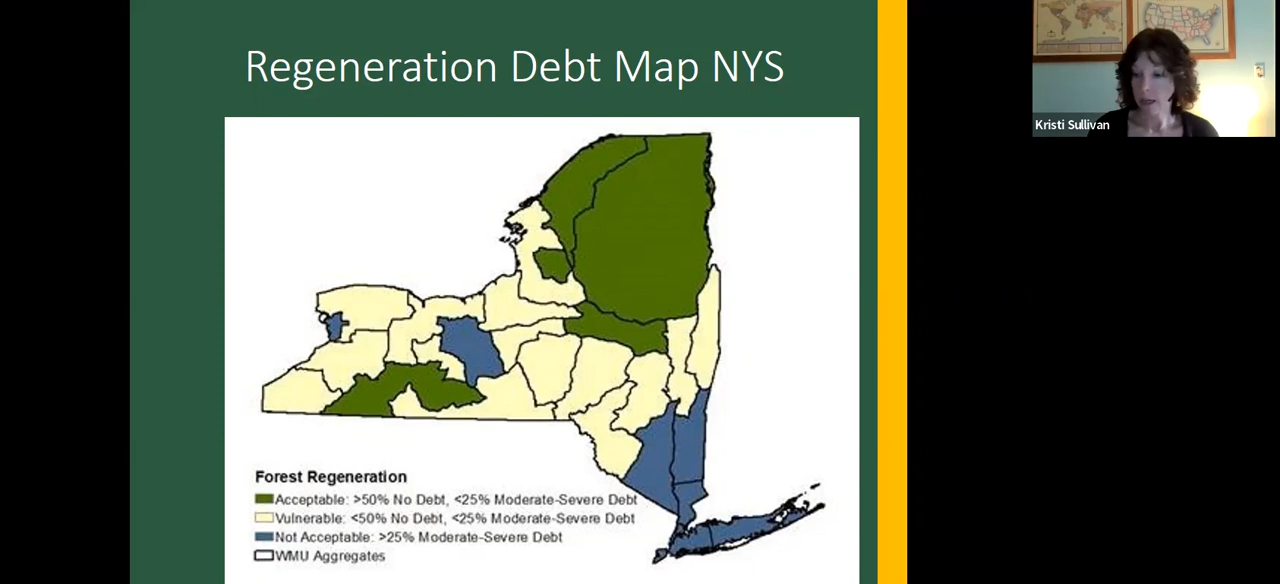 Regeneration Debt Map NYS
Kristi Sullivan
Forest Regeneration
Acceptable: >50% No Debt, <25% Moderate-Severe Debt
Vulnerable: <50% No Debt, <25% Moderate-Severe Debt
Not Acceptable: >25% Moderate-Severe Debt
WMU Aggregates